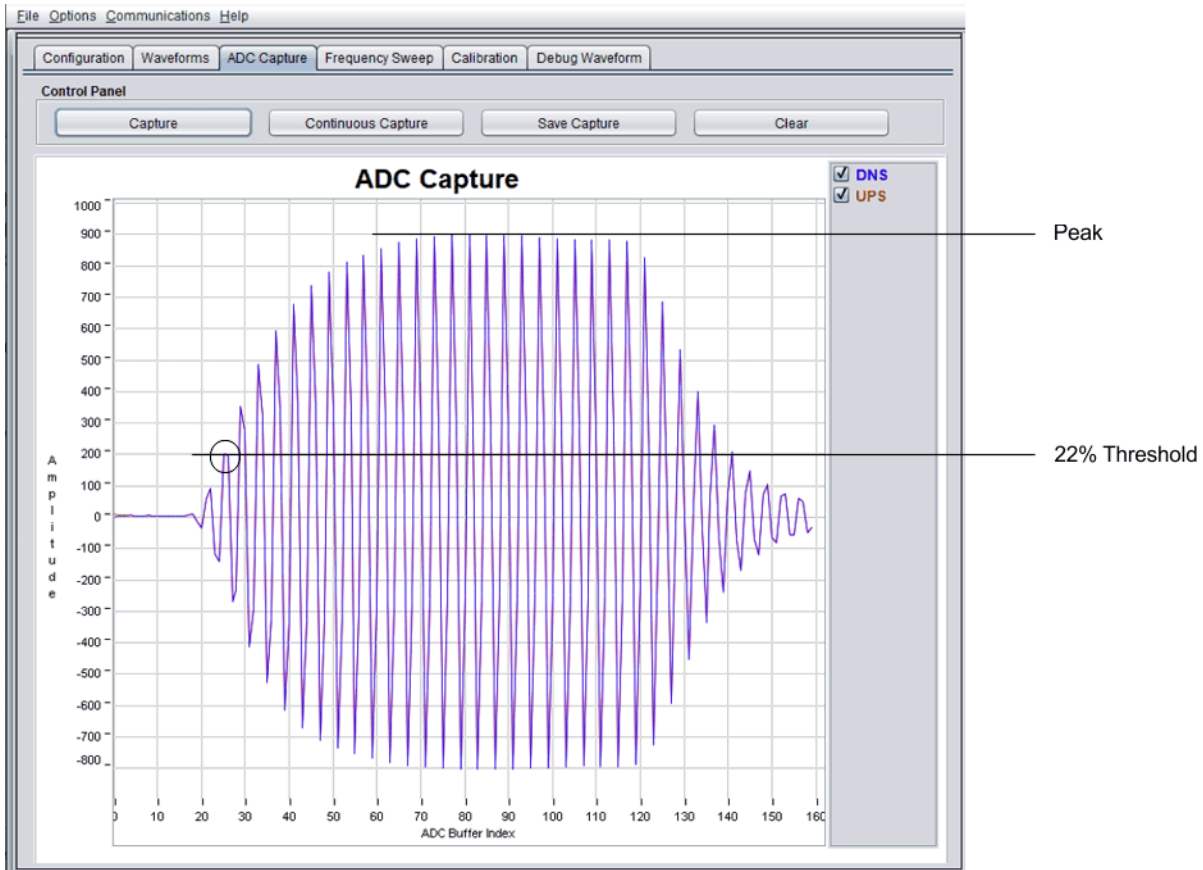 File Options Communications Help
Configuration Waveforms ADC Capture Frequency Sweep Calibration Debug Waveform
Control Panel
Capture Continuous Capture Save Capture Clear
ADC Capture
DNS
UPS
Peak
22% Threshold
Amplitude
1000
900
800
700
600
500
400
300
200
100
0
-100
-200
-300
-400
-500
-600
-700
-800
0 10 20 30 40 50 60 70 80 90 100 110 120 130 140 150 160
ADC Buffer Index